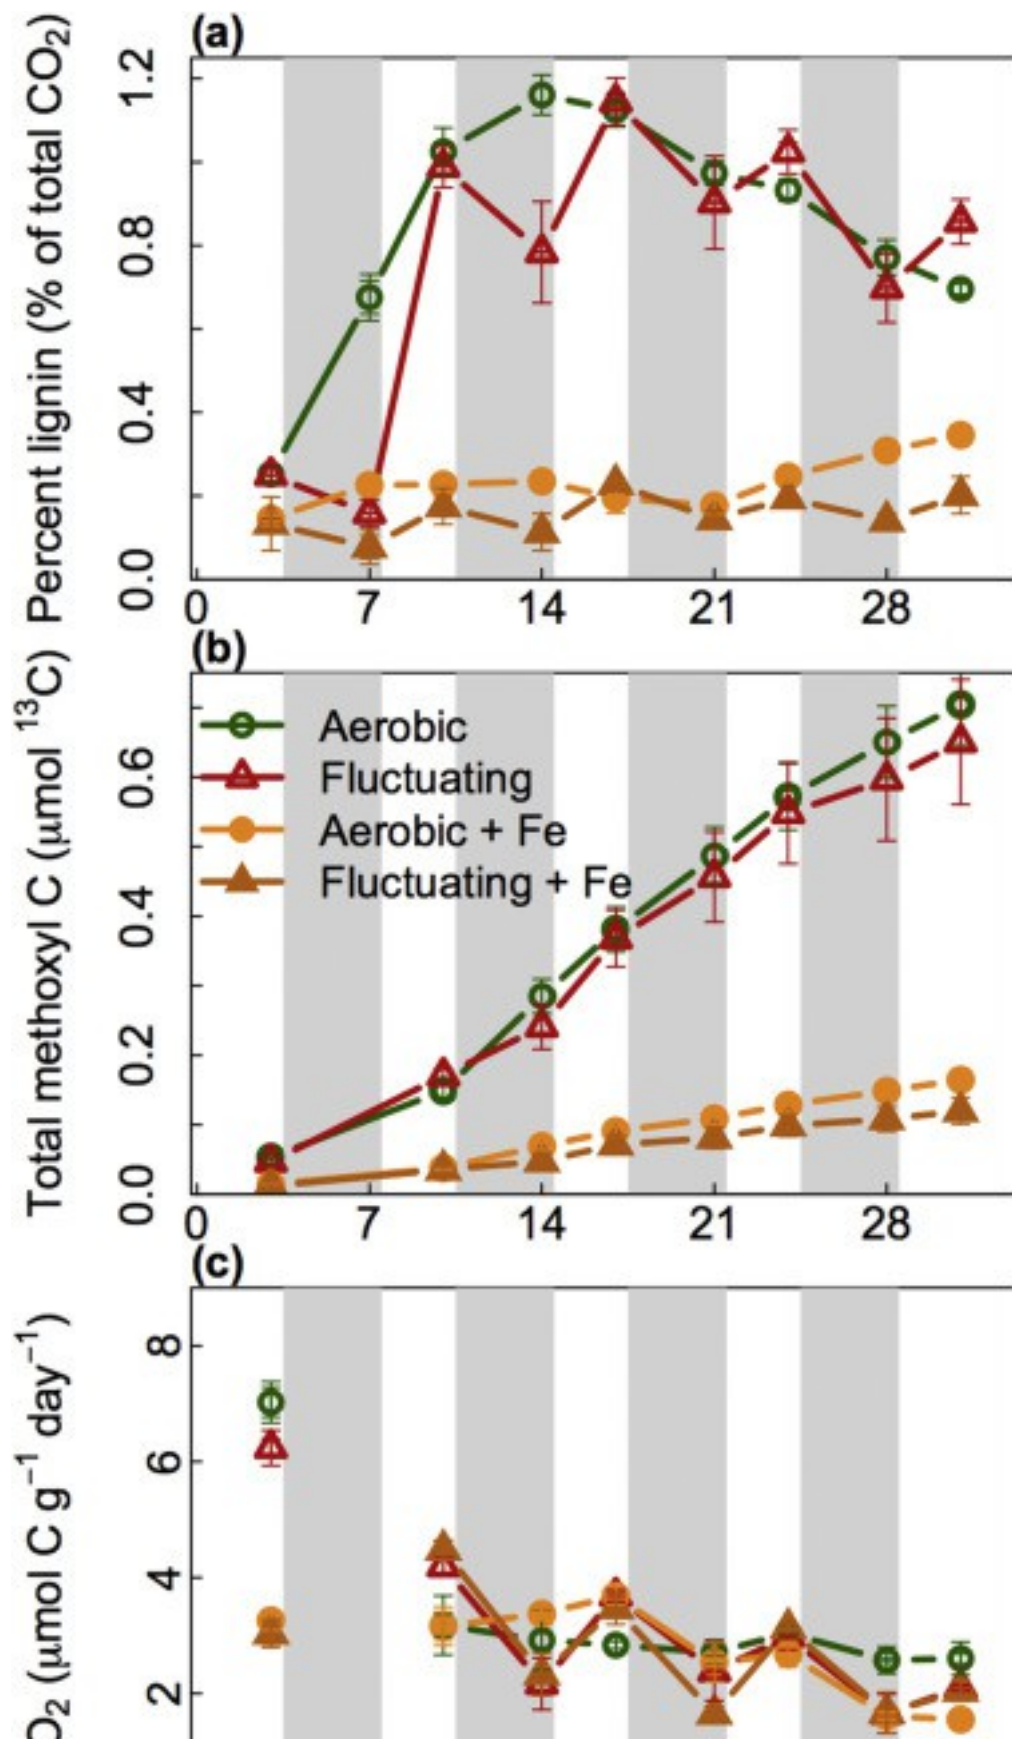 (a)
Percent lignin (% of total CO₂)
1.2
0.8
0.4
0.0
0 7 14 21 28
(b)
Total methoxyl C (μmol ¹³C)
0.6
0.4
0.2
0.0
Aerobic
Fluctuating
Aerobic + Fe
Fluctuating + Fe
0 7 14 21 28
(c)
O₂ (μmol C g⁻¹ day⁻¹)
8
6
4
2